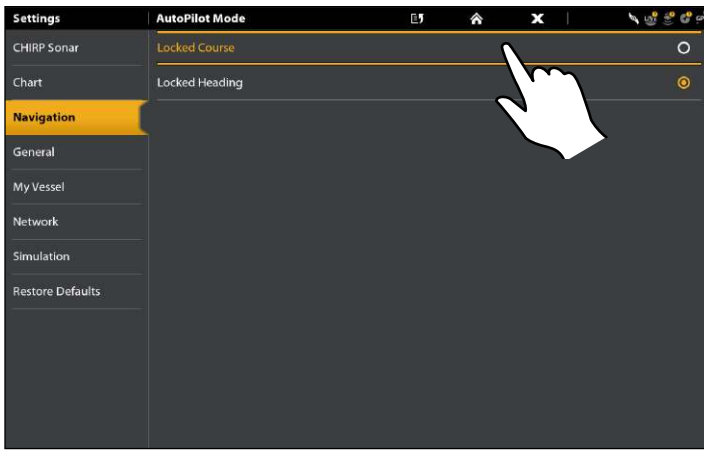 Settings
AutoPilot Mode
CHIRP Sonar
Chart
Navigation
General
My Vessel
Network
Simulation
Restore Defaults
Locked Course
Locked Heading